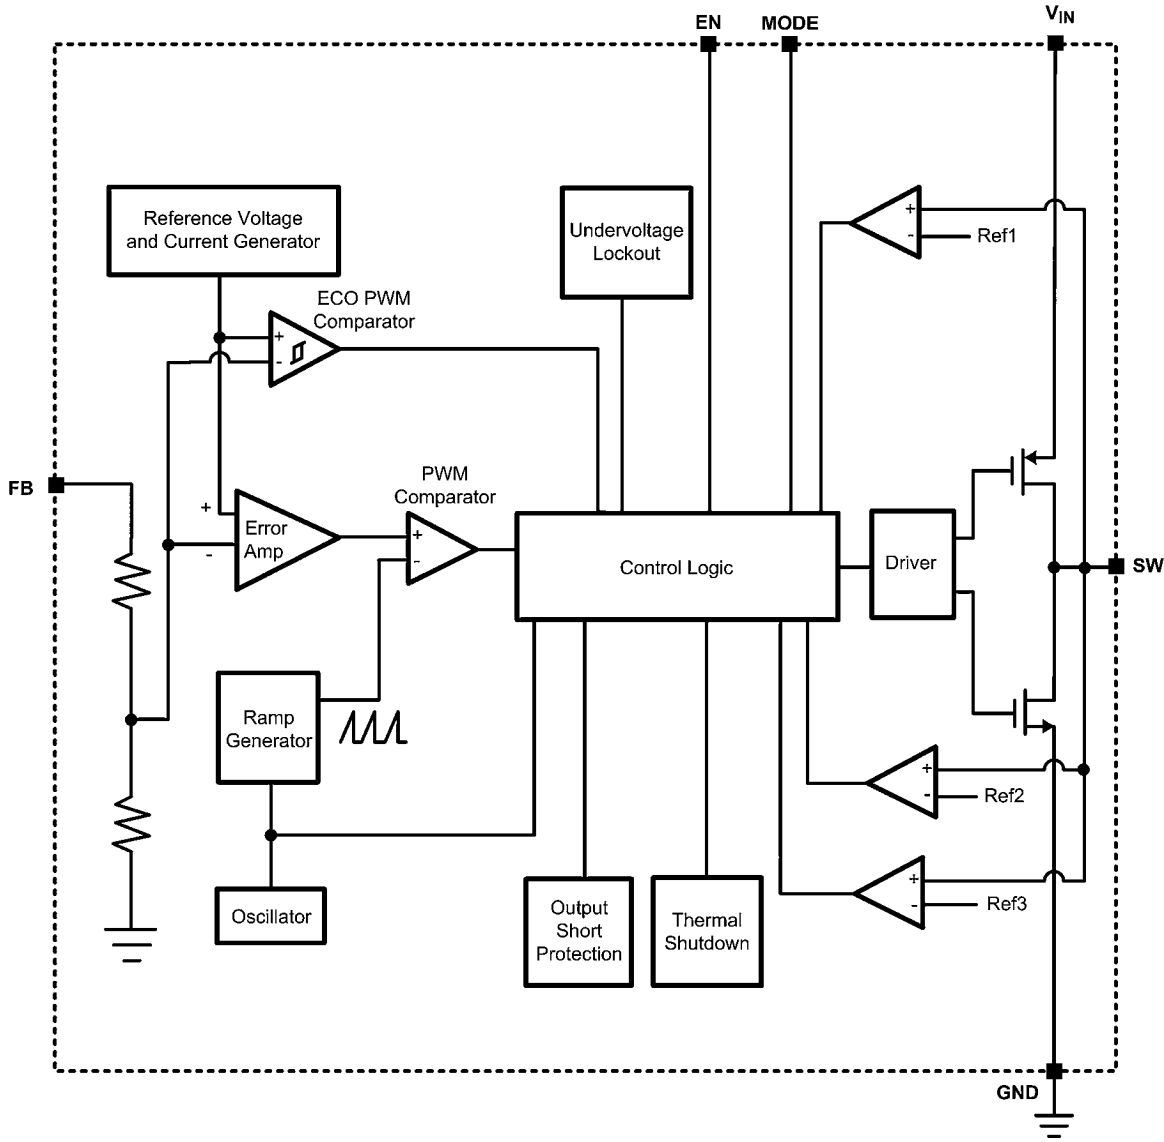 EN
MODE
VIN
Reference Voltage
and Current Generator
Undervoltage
Lockout
+
-
Ref1
ECO PWM
Comparator
+
-
FB
PWM
Comparator
+
-
Error
Amp
+
-
Control Logic
Driver
SW
Ramp
Generator
+
-
Ref2
+
-
Ref3
Oscillator
Output
Short
Protection
Thermal
Shutdown
GND